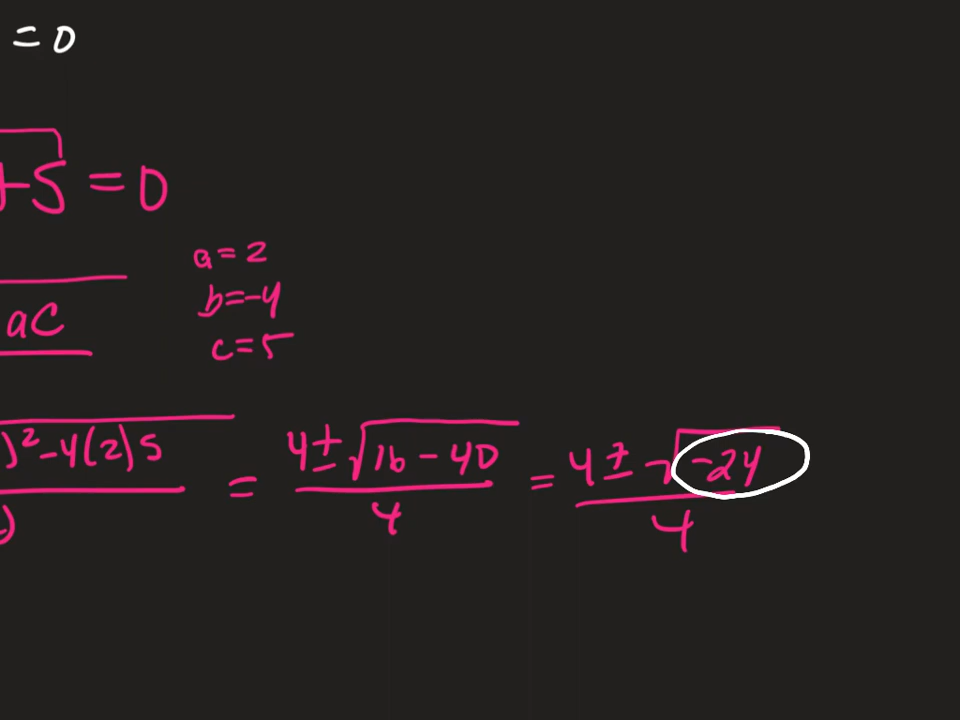 = 0
+5 = 0
a = 2
b = -4
ac
c = 5
)² - 4(2)5 = 4 ± √16 - 40 = 4 ± √-24
) 4 4